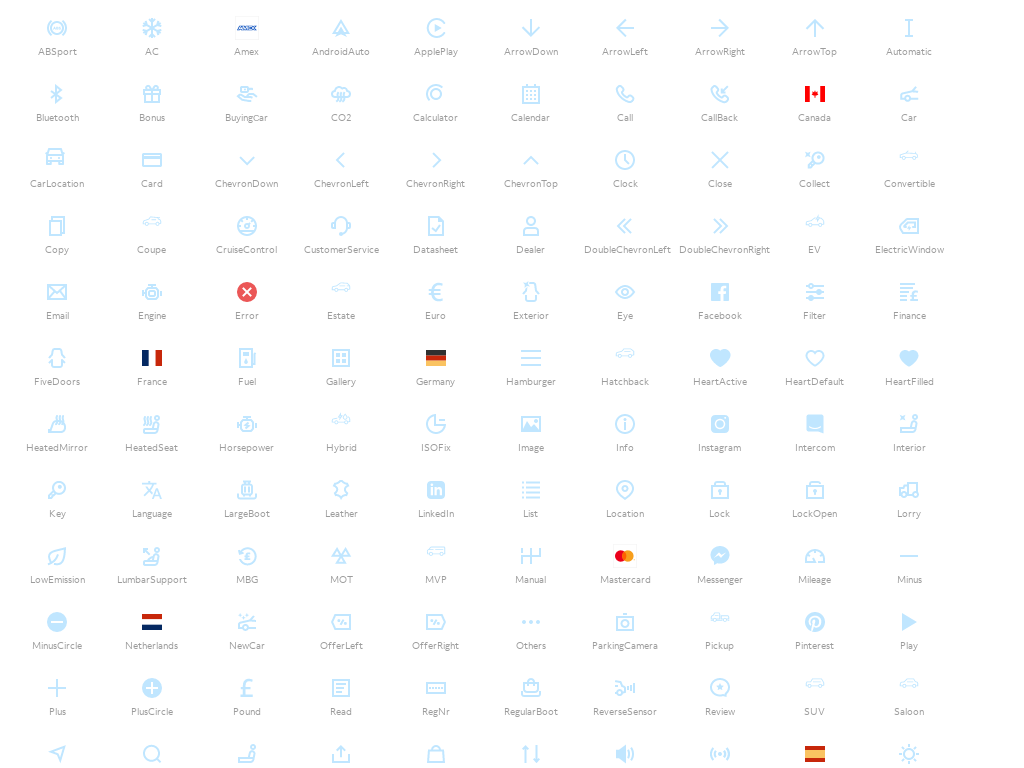 ABSport AC Amex AndroidAuto ApplePlay ArrowDown ArrowLeft ArrowRight ArrowTop Automatic
Bluetooth Bonus BuyingCar CO2 Calculator Calendar Call CallBack Canada Car
CarLocation Card ChevronDown ChevronLeft ChevronRight ChevronTop Clock Close Collect Convertible
Copy Coupe CruiseControl CustomerService Datasheet Dealer DoubleChevronLeft DoubleChevronRight EV ElectricWindow
Email Engine Error Estate Euro Exterior Eye Facebook Filter Finance
FiveDoors France Fuel Gallery Germany Hamburger Hatchback HeartActive HeartDefault HeartFilled
HeatedMirror HeatedSeat Horsepower Hybrid ISOFix Image Info Instagram Intercom Interior
Key Language LargeBoot Leather LinkedIn List Location Lock LockOpen Lorry
LowEmission LumbarSupport MBG MOT MVP Manual Mastercard Messenger Mileage Minus
MinusCircle Netherlands NewCar OfferLeft OfferRight Others ParkingCamera Pickup Pinterest Play
Plus PlusCircle Pound Read RegNr RegularBoot ReverseSensor Review SUV Saloon